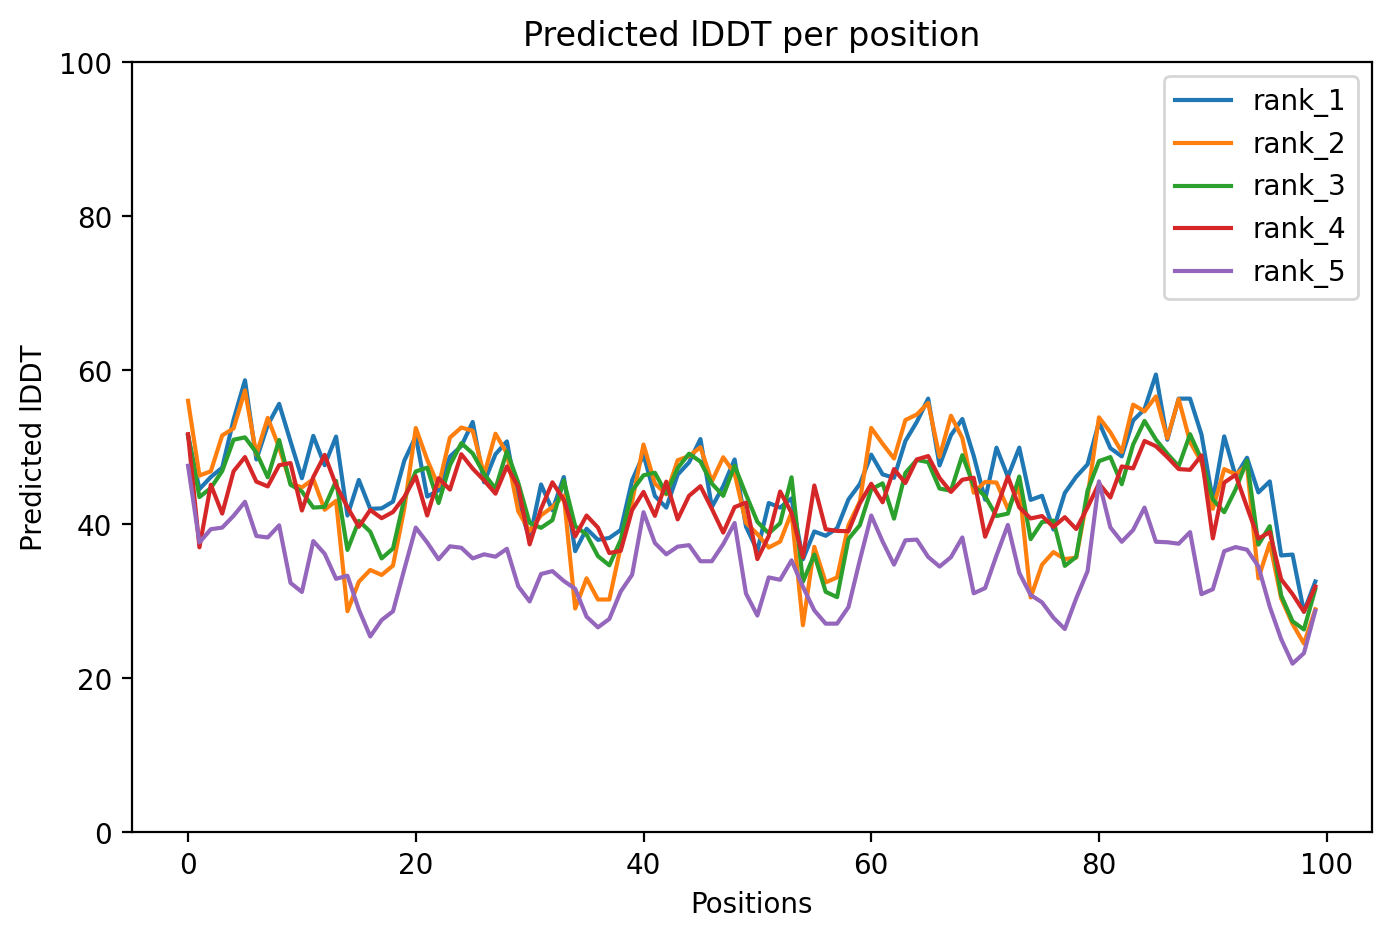 Predicted lDDT per position
100
80
60
40
20
0
Predicted lDDT
0 20 40 60 80 100
Positions
rank_1
rank_2
rank_3
rank_4
rank_5